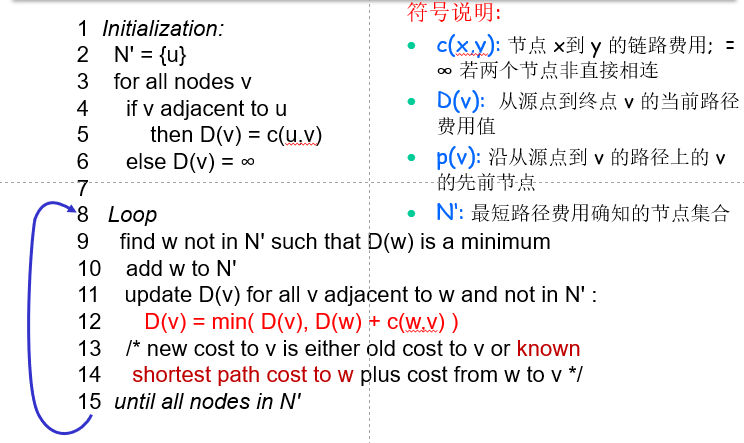 1 Initialization:
2 N' = {u}
3 for all nodes v
4 if v adjacent to u
5 then D(v) = c(u,v)
6 else D(v) = ∞
7
8 Loop
9 find w not in N' such that D(w) is a minimum
10 add w to N'
11 update D(v) for all v adjacent to w and not in N' :
12 D(v) = min( D(v), D(w) + c(w,v) )
13 /* new cost to v is either old cost to v or known
14 shortest path cost to w plus cost from w to v */
15 until all nodes in N'
符号说明:
• c(x,y): 节点 x到 y 的链路费用; =
∞ 若两个节点非直接相连
• D(v): 从源点到终点 v 的当前路径
费用值
• p(v): 沿从源点到 v 的路径上的 v
的先前节点
• N': 最短路径费用确知的节点集合